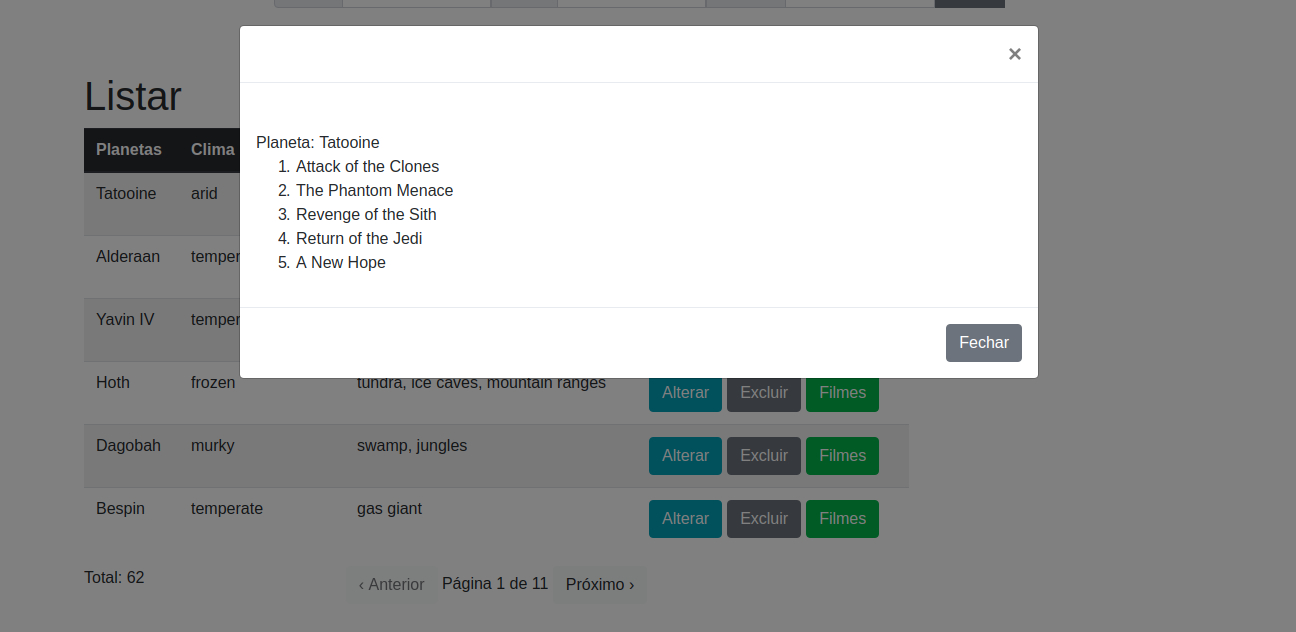 ×
Listar
Planeta: Tatooine
1. Attack of the Clones
2. The Phantom Menace
3. Revenge of the Sith
4. Return of the Jedi
5. A New Hope
Fechar
Planetas Clima
Tatooine arid
Alderaan temper
Yavin IV temper
Hoth frozen tundra, ice caves, mountain ranges Alterar Excluir Filmes
Dagobah murky swamp, jungles Alterar Excluir Filmes
Bespin temperate gas giant Alterar Excluir Filmes
Total: 62 ‹ Anterior Página 1 de 11 Próximo ›